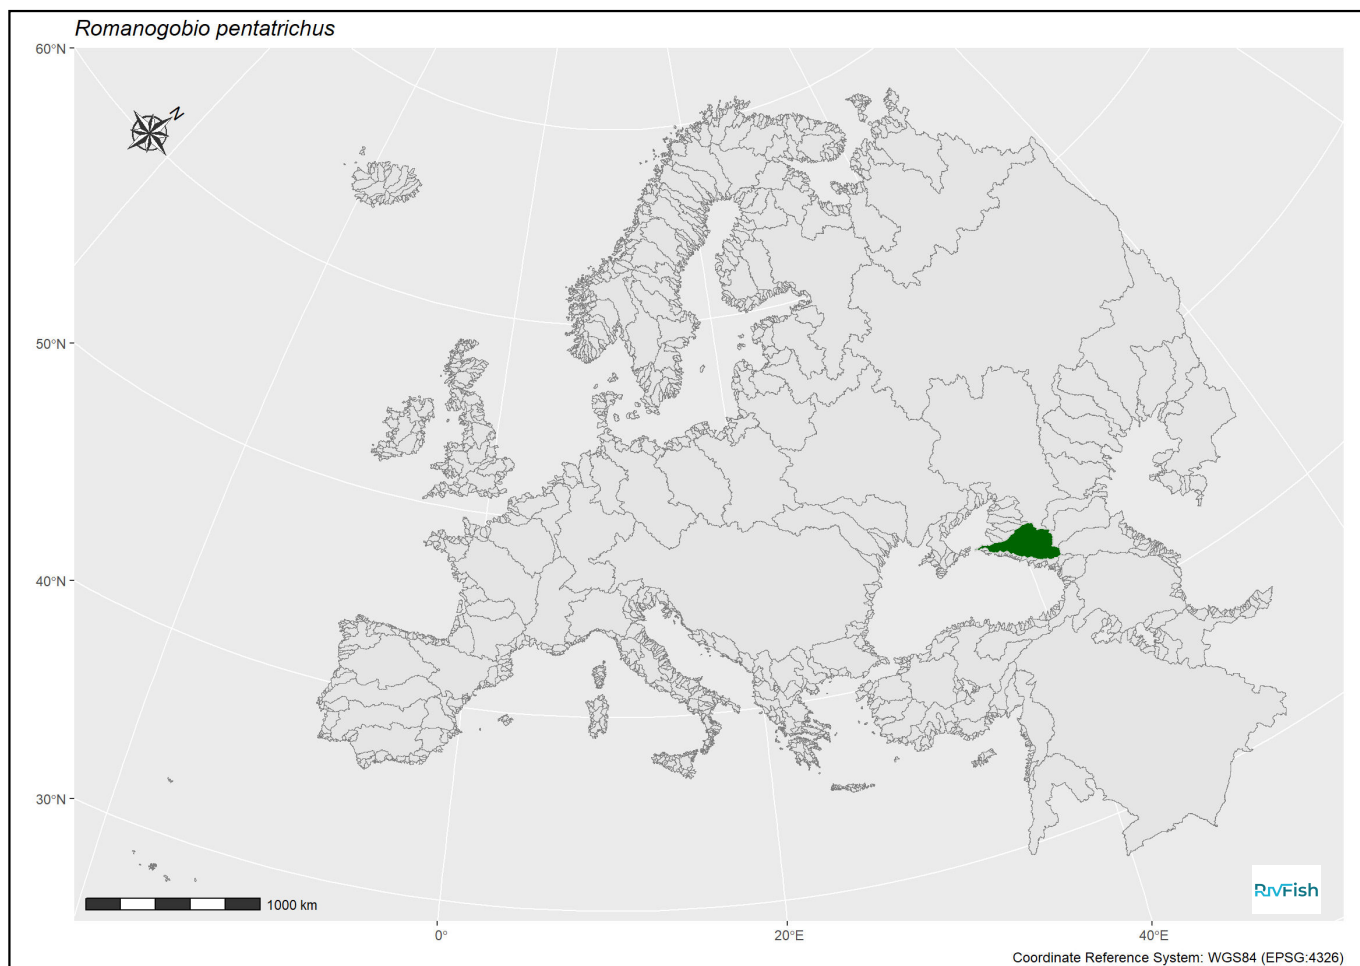 Romanogobio pentatrichus
60°N
N
50°N
40°N
30°N
1000 km
RIVFish
0°
20°E
40°E
Coordinate Reference System: WGS84 (EPSG:4326)